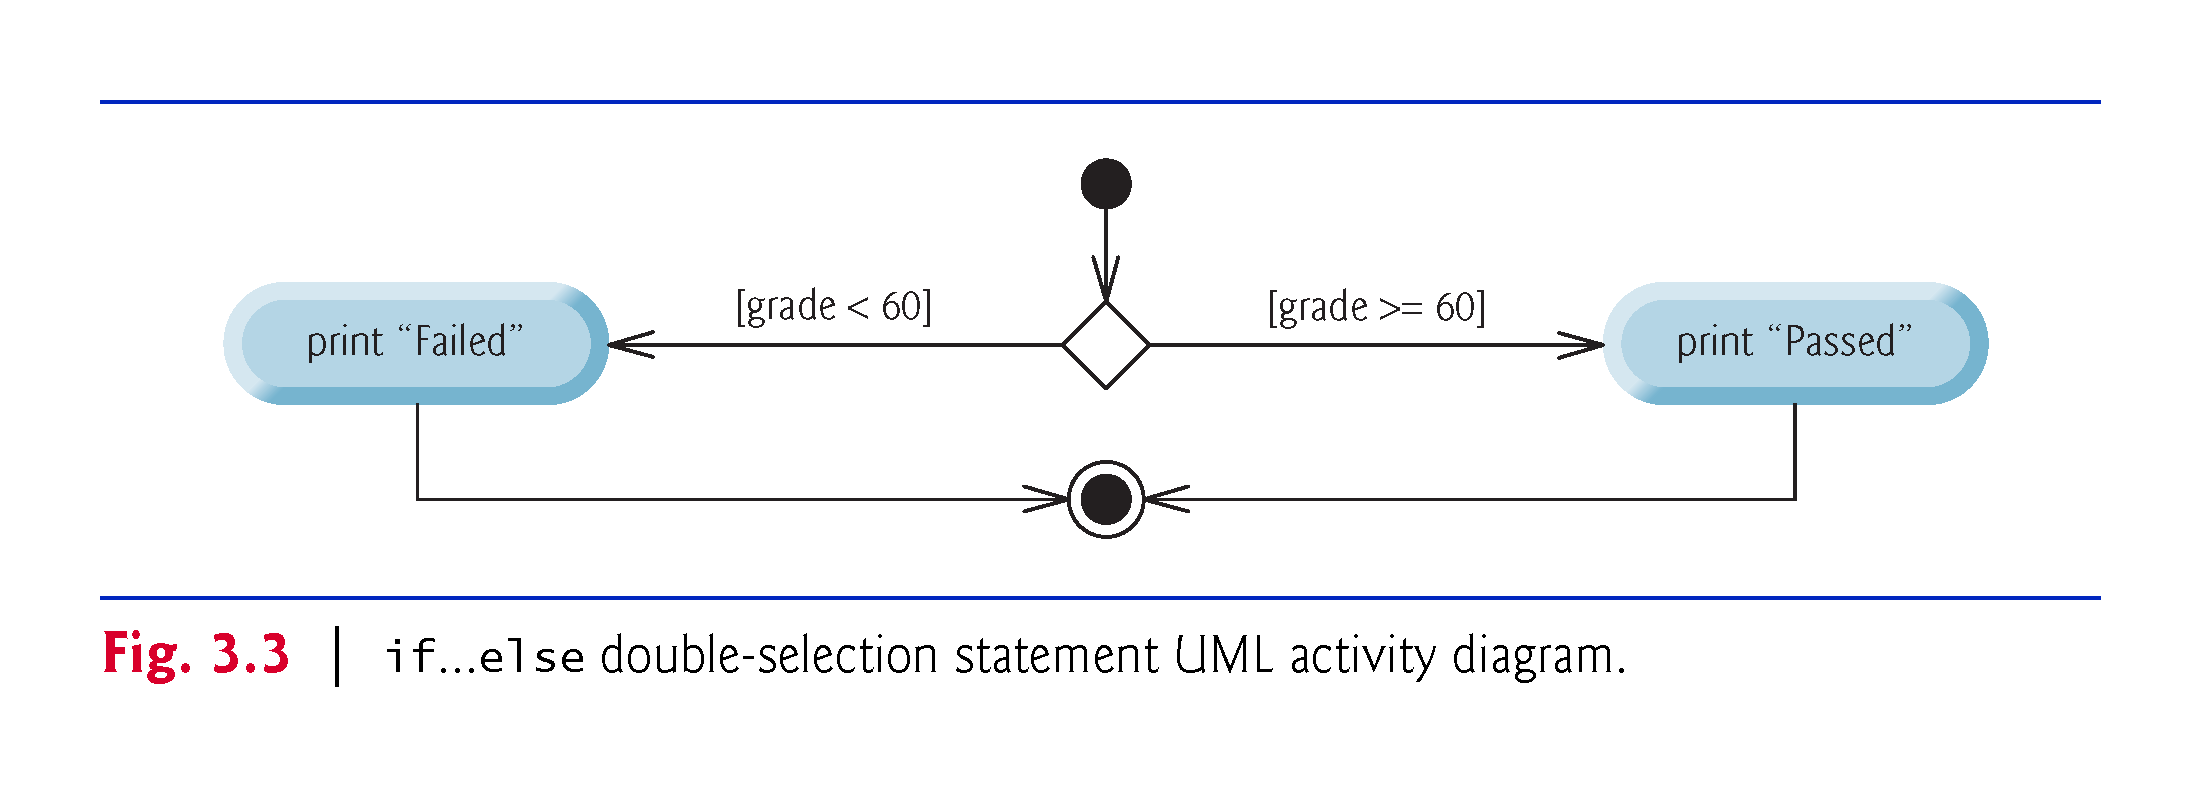 [grade < 60]
[grade >= 60]
print “Failed”
print “Passed”
Fig. 3.3 | if...else double-selection statement UML activity diagram.